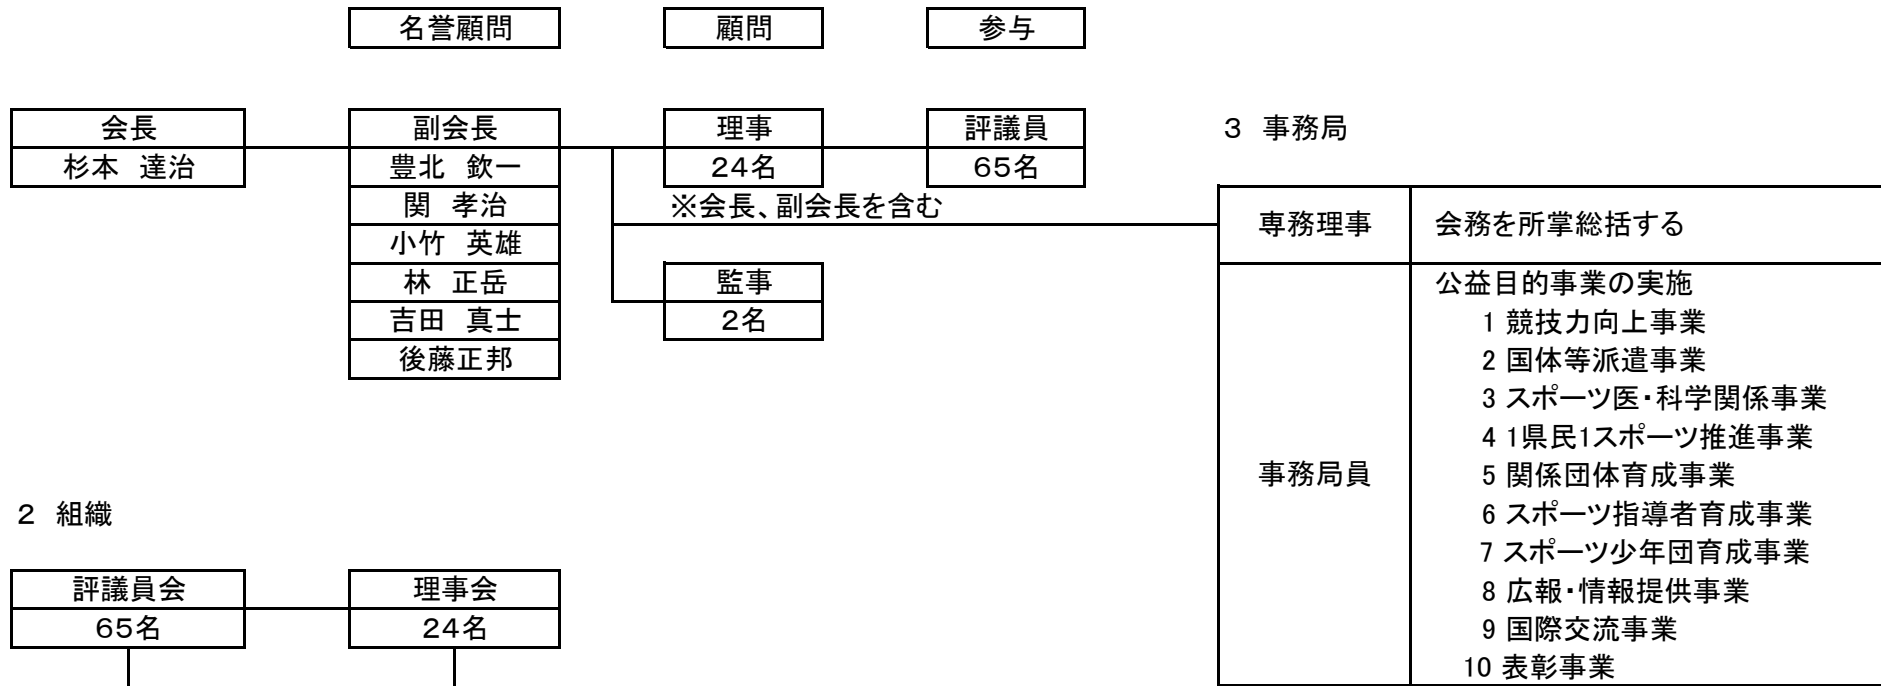 名誉顧問
顧問
参与
会長
杉本　達治
副会長
豊北　欽一
関　孝治
小竹　英雄
林　正岳
吉田　真士
後藤正邦
理事
24名
※会長、副会長を含む
監事
2名
評議員
65名
2　組織
評議員会
65名
理事会
24名
3　事務局
専務理事
会務を所掌総括する
事務局員
公益目的事業の実施
1 競技力向上事業
2 国体等派遣事業
3 スポーツ医・科学関係事業
4 1県民1スポーツ推進事業
5 関係団体育成事業
6 スポーツ指導者育成事業
7 スポーツ少年団育成事業
8 広報・情報提供事業
9 国際交流事業
10 表彰事業